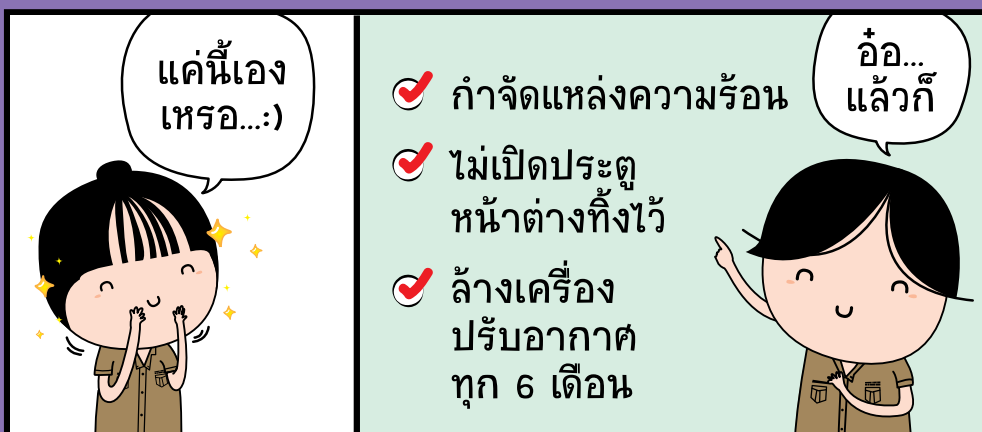 แค่นี้เอง
เหรอ...:)
อ๋อ...
แล้วก็
กำจัดแหล่งความร้อน
ไม่เปิดประตู
หน้าต่างทิ้งไว้
ล้างเครื่อง
ปรับอากาศ
ทุก 6 เดือน